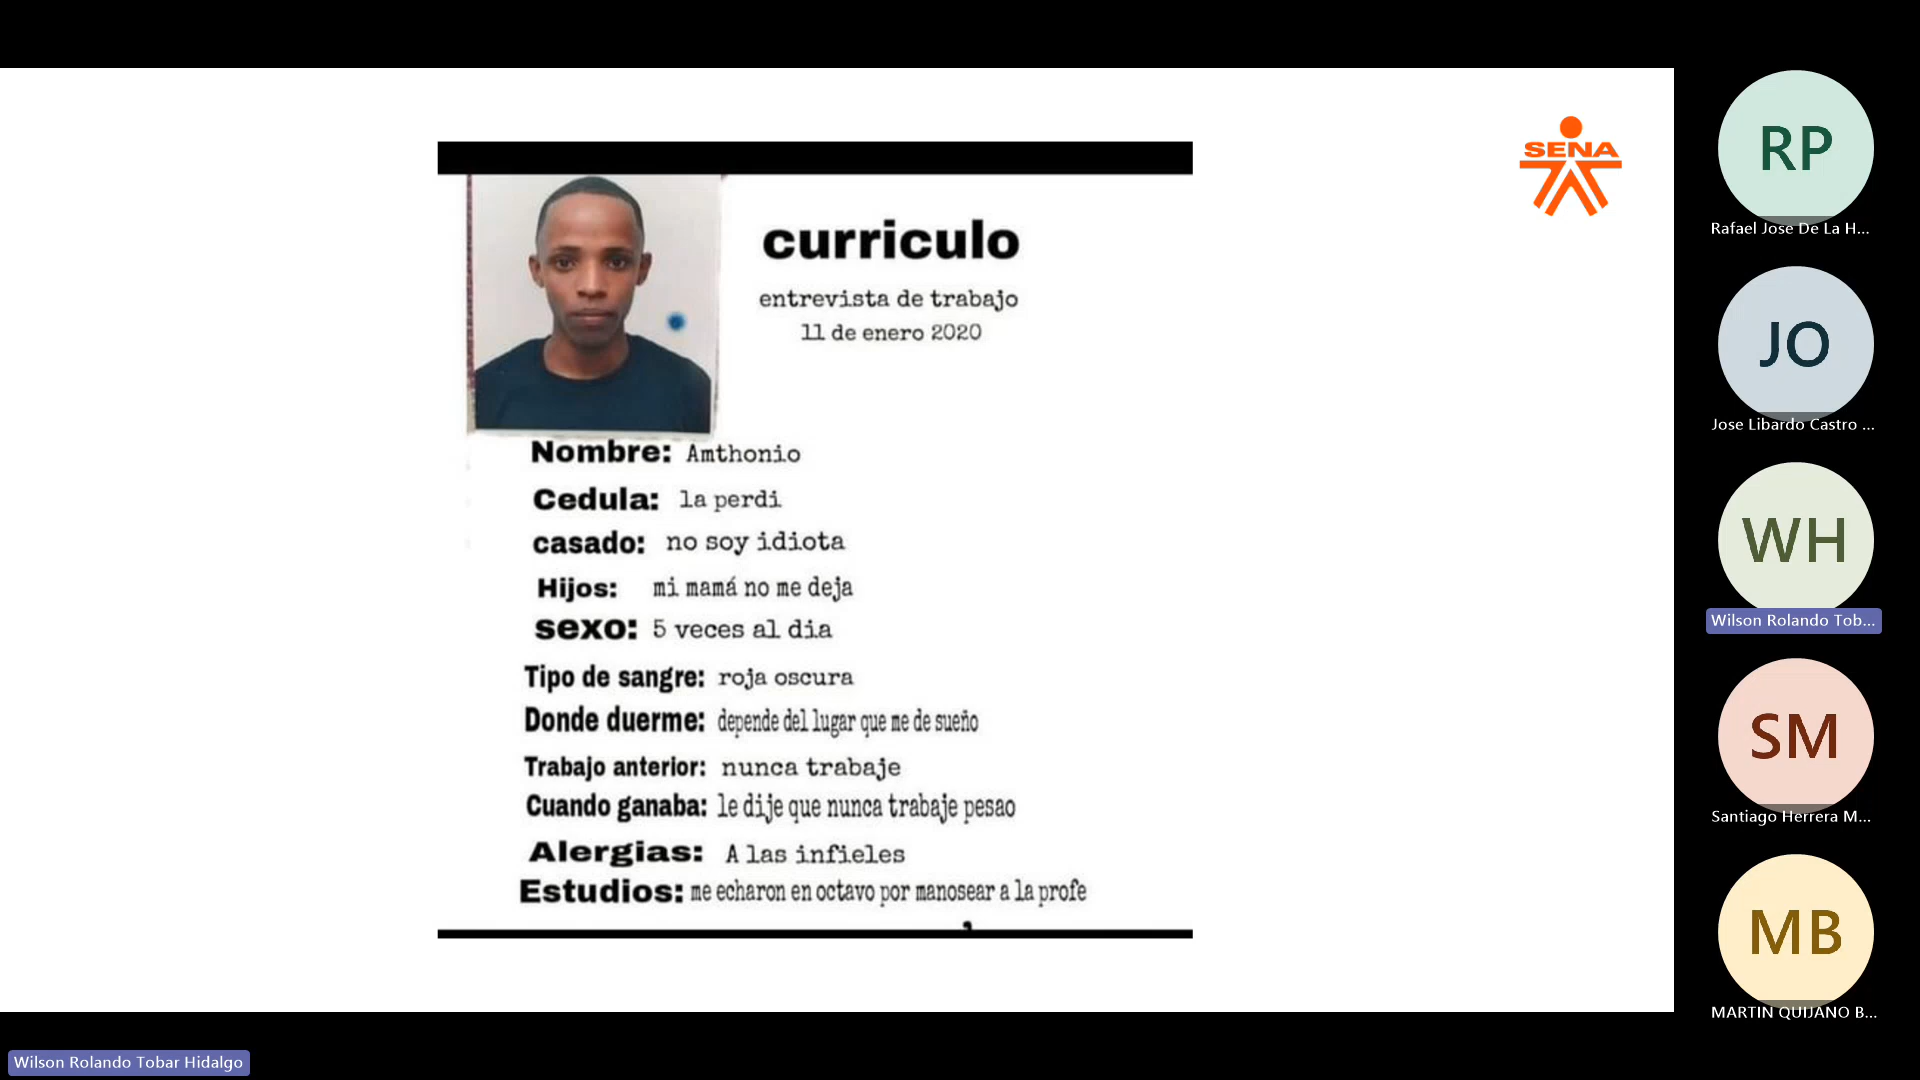 SENA
curriculo
entrevista de trabajo
11 de enero 2020
Nombre: Amthonio
Cedula: la perdi
casado: no soy idiota
Hijos: mi mamá no me deja
sexo: 5 veces al dia
Tipo de sangre: roja oscura
Donde duerme: depende del lugar que me de sueño
Trabajo anterior: nunca trabaje
Cuando ganaba: le dije que nunca trabaje pesao
Alergias: A las infieles
Estudios: me echaron en octavo por manosear a la profe
RP
Rafael Jose De La H...
JO
Jose Libardo Castro ...
WH
Wilson Rolando Tob...
SM
Santiago Herrera M...
MB
MARTIN QUIJANO B...
Wilson Rolando Tobar Hidalgo